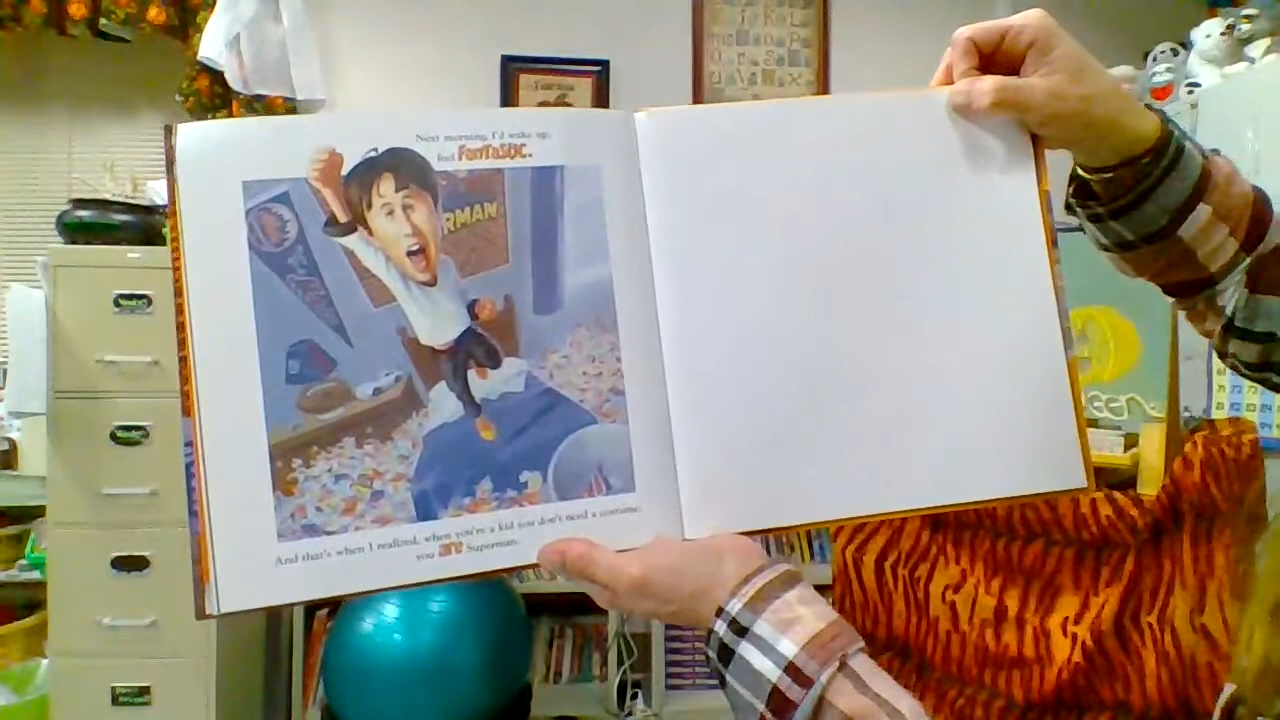 Next morning, I'd wake up,
feel FanTaStiC.
RMAN
And that's when I realized, when you're a kid you don't need a costume,
you are Superman.